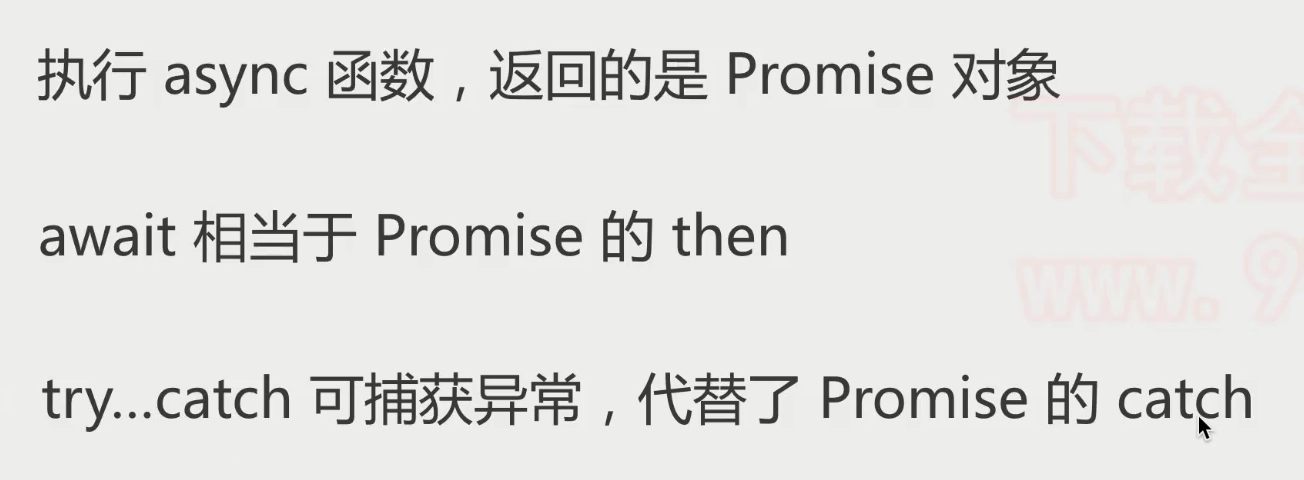 执行 async 函数，返回的是 Promise 对象
下载全
await 相当于 Promise 的 then
www. 9
try...catch 可捕获异常，代替了 Promise 的 catch